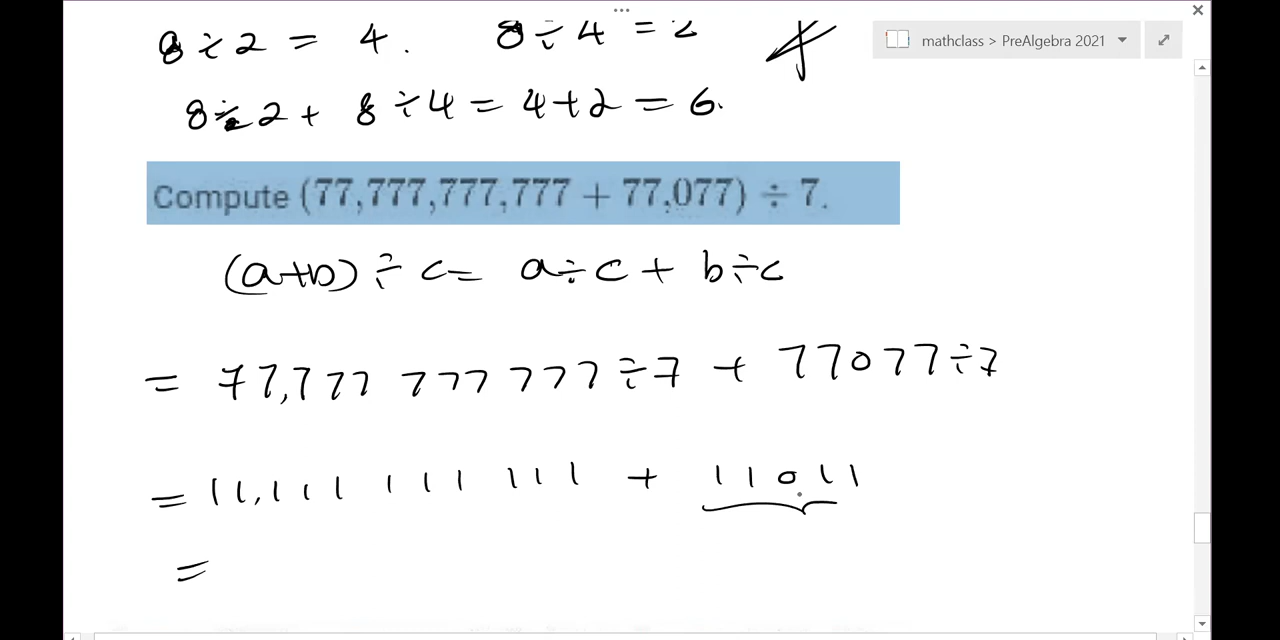 8 ÷ 2 = 4. 8 ÷ 4 = 2
mathclass > PreAlgebra 2021
8 ÷ 2 + 8 ÷ 4 = 4 + 2 = 6.
Compute (77,777,777,777 + 77,077) ÷ 7.
(a+b) ÷ c = a ÷ c + b ÷ c
= 77,777 777 777 ÷ 7 + 77077 ÷ 7
= 11,111 111 111 + 11011
=